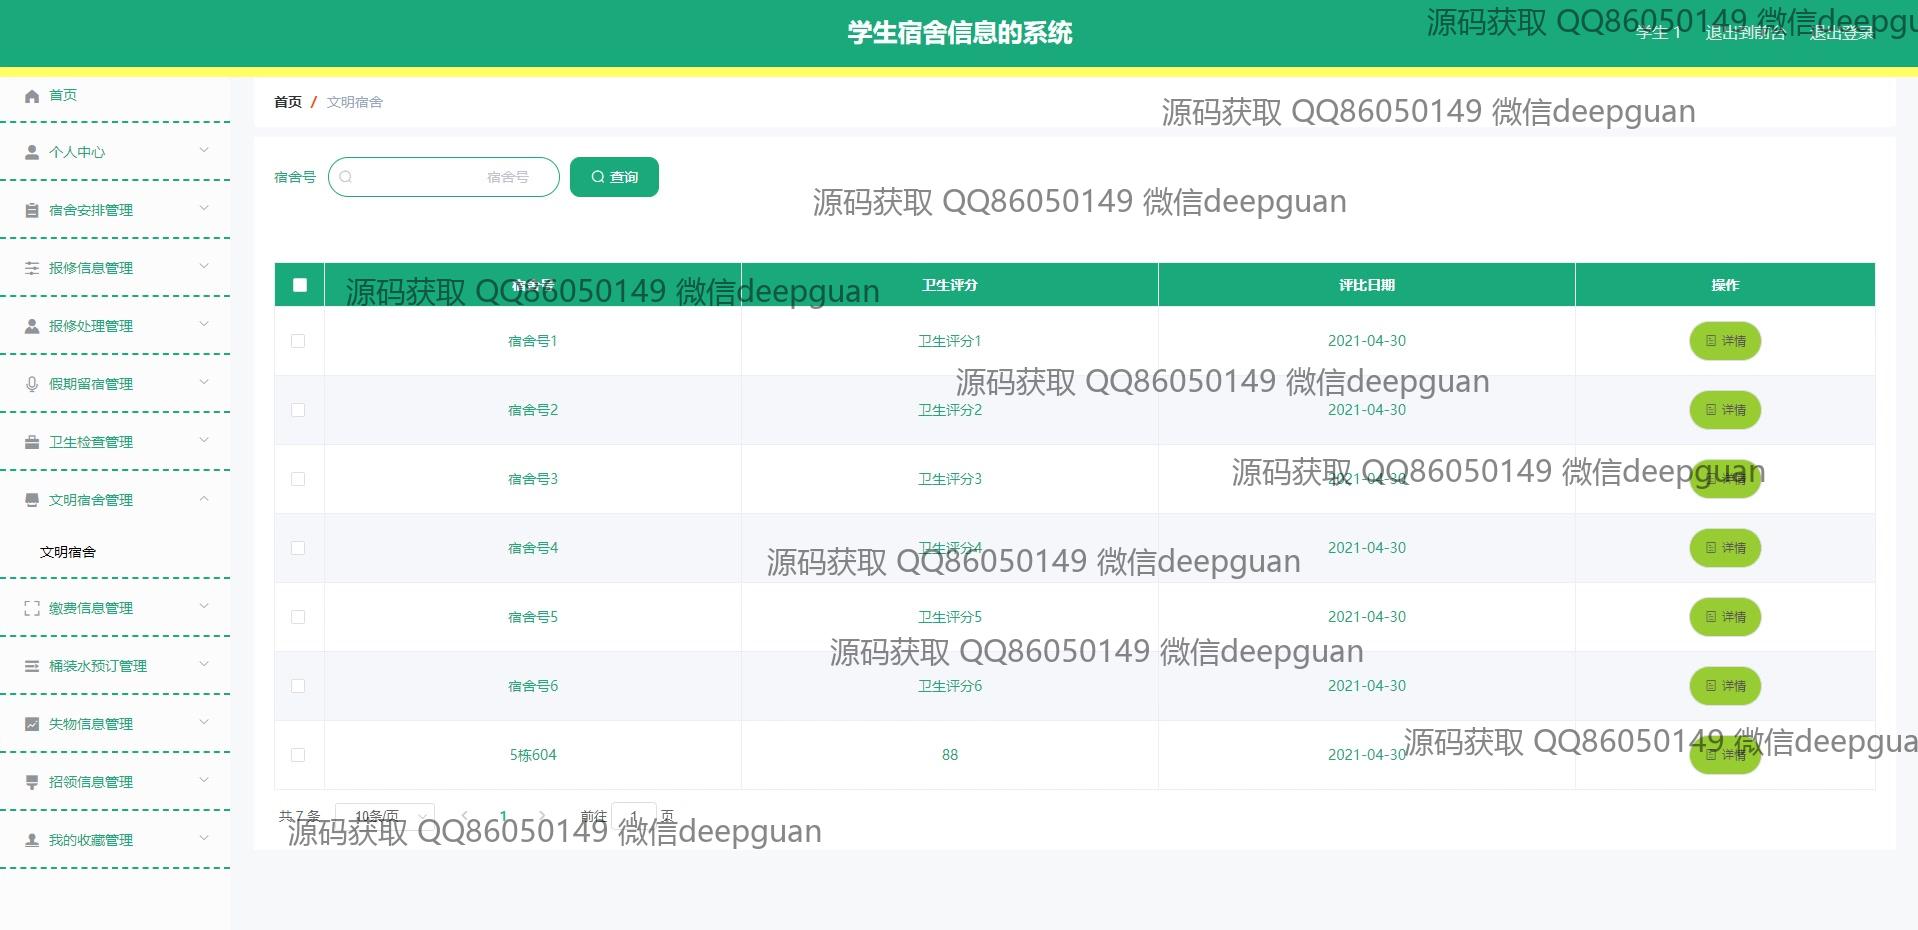 学生宿舍信息的系统
源码获取 QQ86050149 微信deepgu
学生 1 退出到前台 退出登录
首页
个人中心
宿舍安排管理
报修信息管理
报修处理管理
假期留宿管理
卫生检查管理
文明宿舍管理
文明宿舍
缴费信息管理
桶装水预订管理
失物信息管理
招领信息管理
我的收藏管理
首页 / 文明宿舍
源码获取 QQ86050149 微信deepguan
宿舍号 宿舍号 查询
源码获取 QQ86050149 微信deepguan
宿舍号 卫生评分 评比日期 操作
源码获取 QQ86050149 微信deepguan
宿舍号1 卫生评分1 2021-04-30 详情
源码获取 QQ86050149 微信deepguan
宿舍号2 卫生评分2 2021-04-30 详情
源码获取 QQ86050149 微信deepguan
宿舍号3 卫生评分3 2021-04-30 详情
宿舍号4 卫生评分4 2021-04-30 详情
源码获取 QQ86050149 微信deepguan
宿舍号5 卫生评分5 2021-04-30 详情
源码获取 QQ86050149 微信deepguan
宿舍号6 卫生评分6 2021-04-30 详情
源码获取 QQ86050149 微信deepgua
5栋604 88 2021-04-30 详情
共 7 条 10条/页 1 前往 1 页
源码获取 QQ86050149 微信deepguan